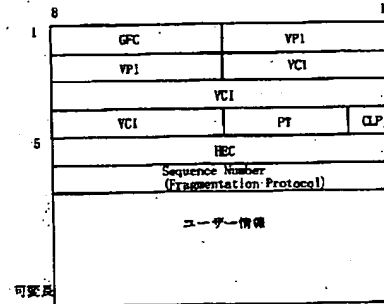 8
1 GFC VPI
VPI VCI
VCI
VCI PT CLP
5 HEC
Sequence Number
(Fragmentation Protocol)
ユーザー情報
可変長